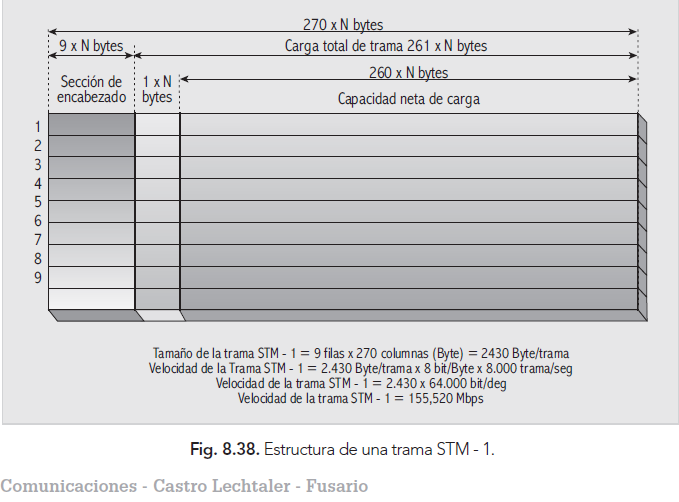 270 x N bytes
9 x N bytes
Carga total de trama 261 x N bytes
Sección de
encabezado
1 x N
bytes
260 x N bytes
Capacidad neta de carga
1
2
3
4
5
6
7
8
9
Tamaño de la trama STM - 1 = 9 filas x 270 columnas (Byte) = 2430 Byte/trama
Velocidad de la Trama STM - 1 = 2.430 Byte/trama x 8 bit/Byte x 8.000 trama/seg
Velocidad de la trama STM - 1 = 2.430 x 64.000 bit/deg
Velocidad de la trama STM - 1 = 155,520 Mbps
Fig. 8.38. Estructura de una trama STM - 1.
Comunicaciones - Castro Lechtaler - Fusario